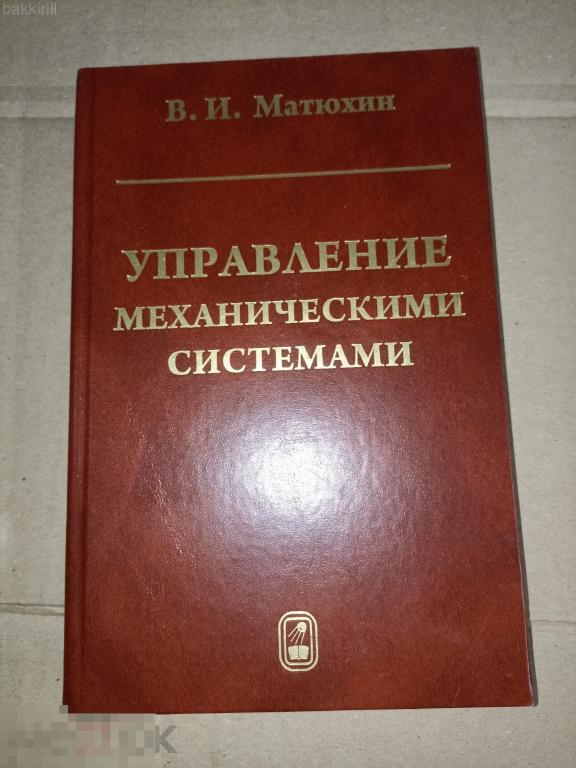 bakkirill
В. И. Матюхин
УПРАВЛЕНИЕ
МЕХАНИЧЕСКИМИ
СИСТЕМАМИ